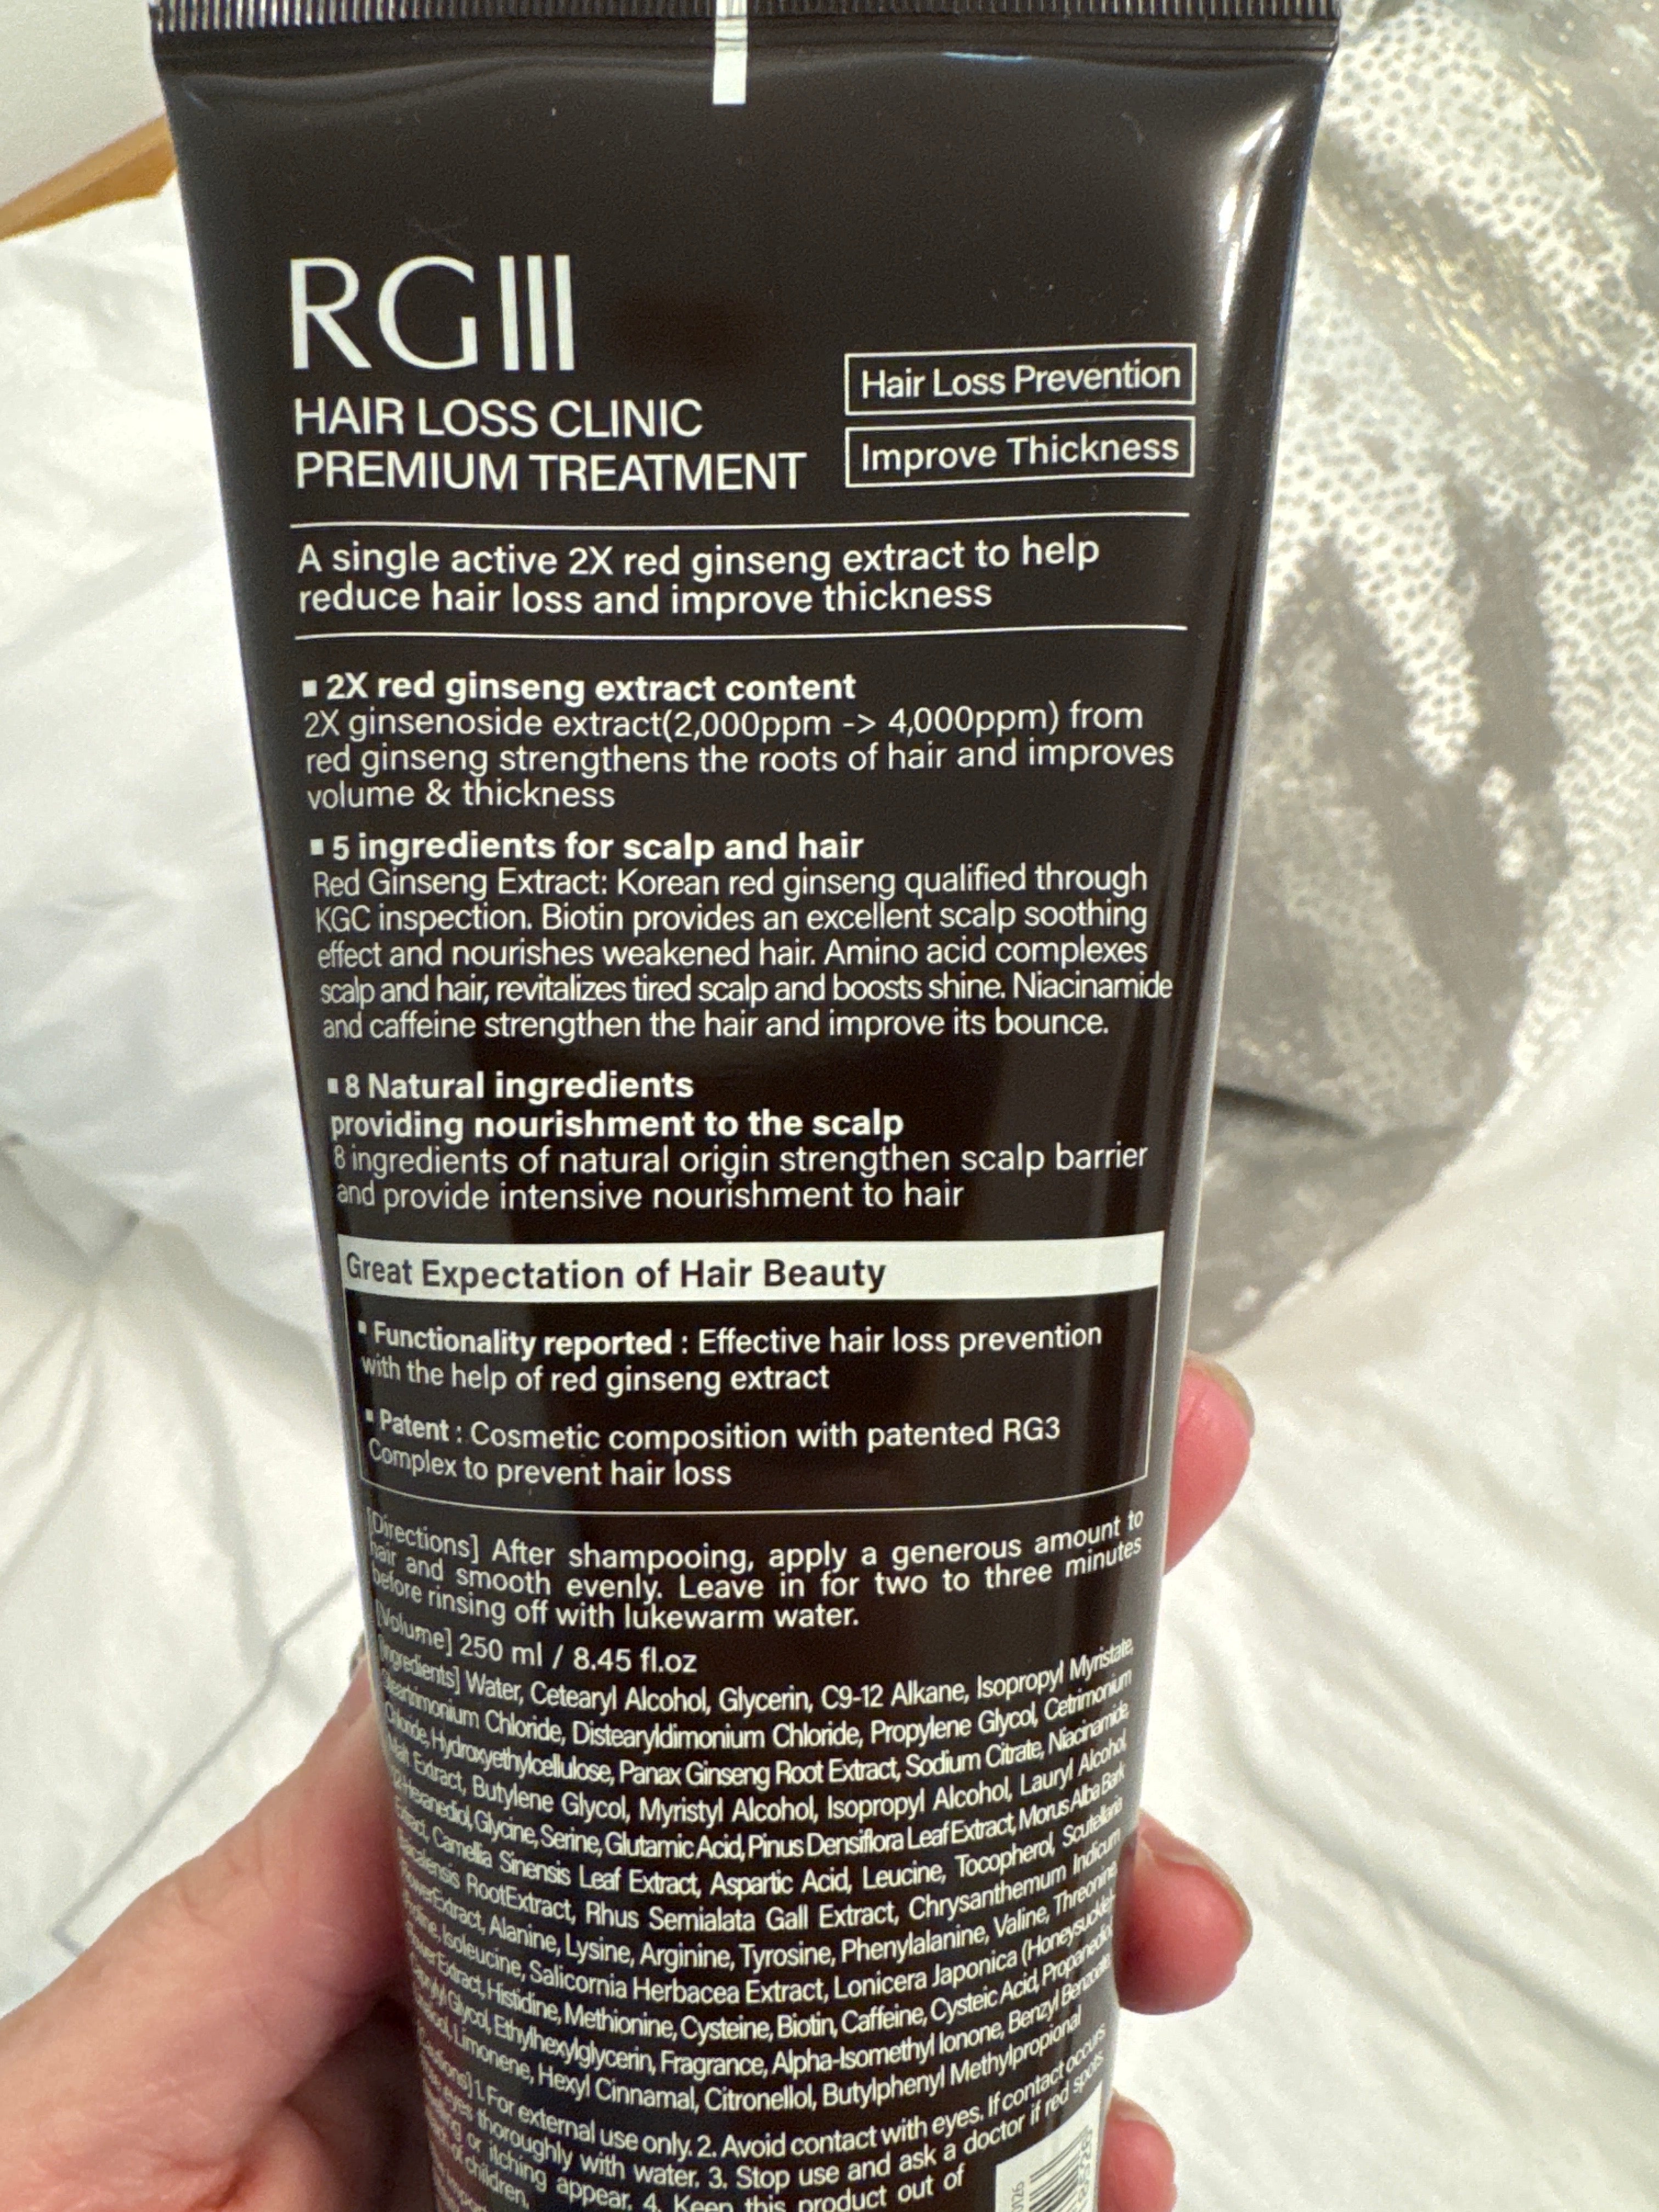 RGIII
HAIR LOSS CLINIC
PREMIUM TREATMENT
Hair Loss Prevention
Improve Thickness
A single active 2X red ginseng extract to help
reduce hair loss and improve thickness
▪ 2X red ginseng extract content
2X ginsenoside extract(2,000ppm -> 4,000ppm) from
red ginseng strengthens the roots of hair and improves
volume & thickness
▪ 5 ingredients for scalp and hair
Red Ginseng Extract: Korean red ginseng qualified through
KGC inspection. Biotin provides an excellent scalp soothing
effect and nourishes weakened hair. Amino acid complexes
scalp and hair, revitalizes tired scalp and boosts shine. Niacinamide
and caffeine strengthen the hair and improve its bounce.
▪ 8 Natural ingredients
providing nourishment to the scalp
8 ingredients of natural origin strengthen scalp barrier
and provide intensive nourishment to hair
Great Expectation of Hair Beauty
▪ Functionality reported : Effective hair loss prevention
with the help of red ginseng extract
▪ Patent : Cosmetic composition with patented RG3
Complex to prevent hair loss
[Directions] After shampooing, apply a generous amount to
hair and smooth evenly. Leave in for two to three minutes
before rinsing off with lukewarm water.
[Volume] 250 ml / 8.45 fl.oz
[Ingredients] Water, Cetearyl Alcohol, Glycerin, C9-12 Alkane, Isopropyl Myristate,
Steartrimonium Chloride, Distearyldimonium Chloride, Propylene Glycol, Cetrimonium
Chloride, Hydroxyethylcellulose, Panax Ginseng Root Extract, Sodium Citrate, Niacinamide,
Malt Extract, Butylene Glycol, Myristyl Alcohol, Isopropyl Alcohol, Lauryl Alcohol,
1,2-Hexanediol, Glycine, Serine, Glutamic Acid, Pinus Densiflora Leaf Extract, Morus Alba Bark
Extract, Camellia Sinensis Leaf Extract, Aspartic Acid, Leucine, Tocopherol, Scutellaria
Baicalensis RootExtract, Rhus Semialata Gall Extract, Chrysanthemum Indicum
FlowerExtract, Alanine, Lysine, Arginine, Tyrosine, Phenylalanine, Valine, Threonine,
Proline, Isoleucine, Salicornia Herbacea Extract, Lonicera Japonica (Honeysuckle)
FlowerExtract, Histidine, Methionine, Cysteine, Biotin, Caffeine, Cysteic Acid, Propanediol,
Caprylyl Glycol, Ethylhexylglycerin, Fragrance, Alpha-Isomethyl Ionone, Benzyl Benzoate,
Limonene, Hexyl Cinnamal, Citronellol, Butylphenyl Methylpropional
1. For external use only. 2. Avoid contact with eyes. If contact occurs
eyes thoroughly with water. 3. Stop use and ask a doctor if red spots
or itching appear. 4. Keep this product out of
of children.